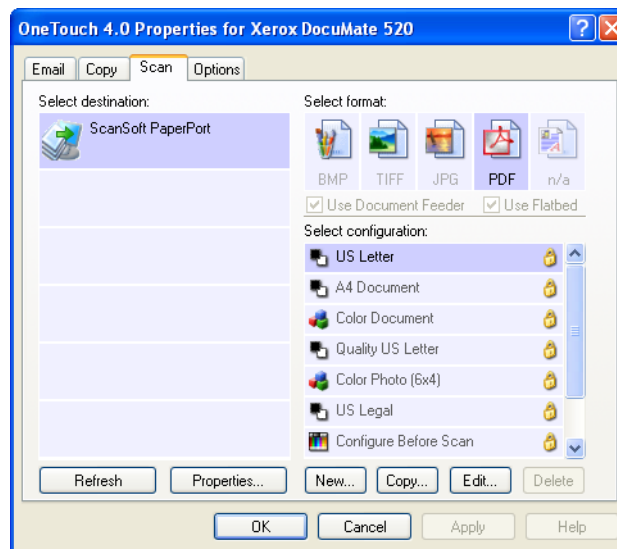 OneTouch 4.0 Properties for Xerox DocuMate 520
Email Copy Scan Options
Select destination:
ScanSoft PaperPort
Select format:
BMP TIFF JPG PDF n/a
Use Document Feeder Use Flatbed
Select configuration:
US Letter
A4 Document
Color Document
Quality US Letter
Color Photo (6x4)
US Legal
Configure Before Scan
Refresh Properties... New... Copy... Edit... Delete
OK Cancel Apply Help